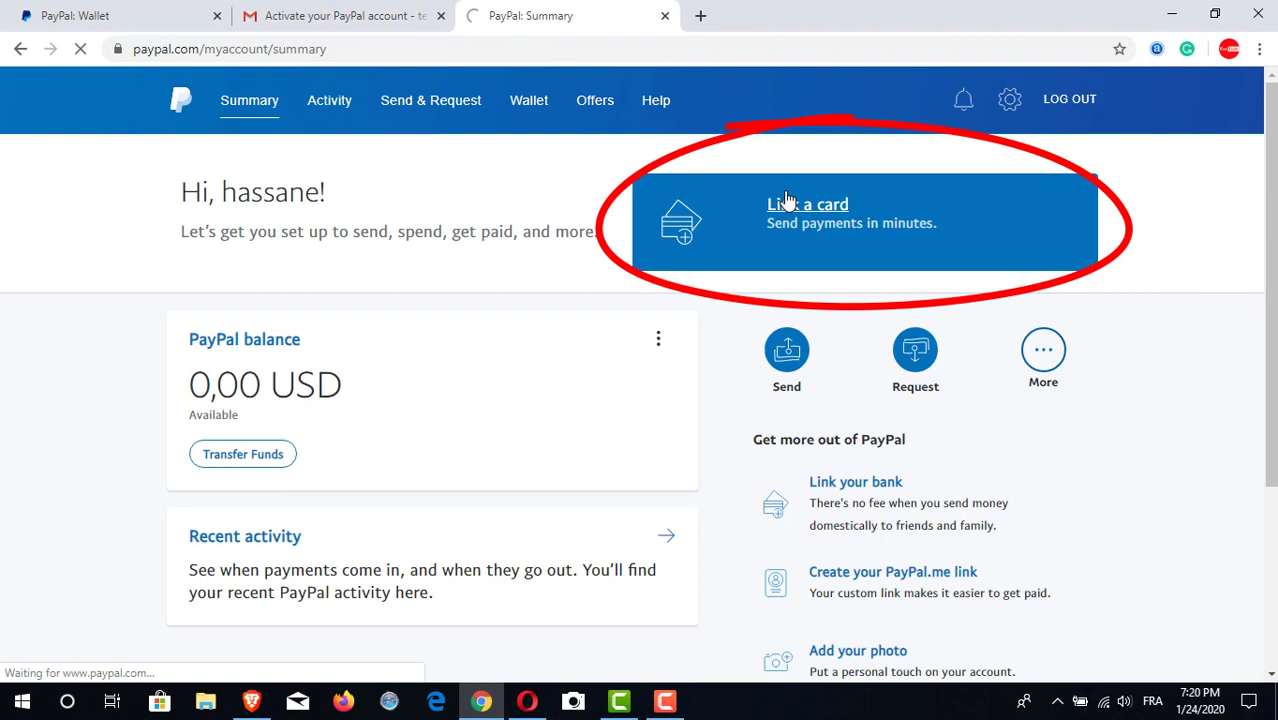 PayPal: Wallet
Activate your PayPal account - te
PayPal: Summary
paypal.com/myaccount/summary
Summary
Activity
Send & Request
Wallet
Offers
Help
LOG OUT
Hi, hassane!
Let's get you set up to send, spend, get paid, and more.
Link a card
Send payments in minutes.
PayPal balance
0,00 USD
Available
Transfer Funds
Send
Request
More
Recent activity
See when payments come in, and when they go out. You'll find
your recent PayPal activity here.
Get more out of PayPal
Link your bank
There's no fee when you send money
domestically to friends and family.
Create your PayPal.me link
Your custom link makes it easier to get paid.
Add your photo
Put a personal touch on your account.
Waiting for www.paypal.com...
FRA
7:20 PM
1/24/2020